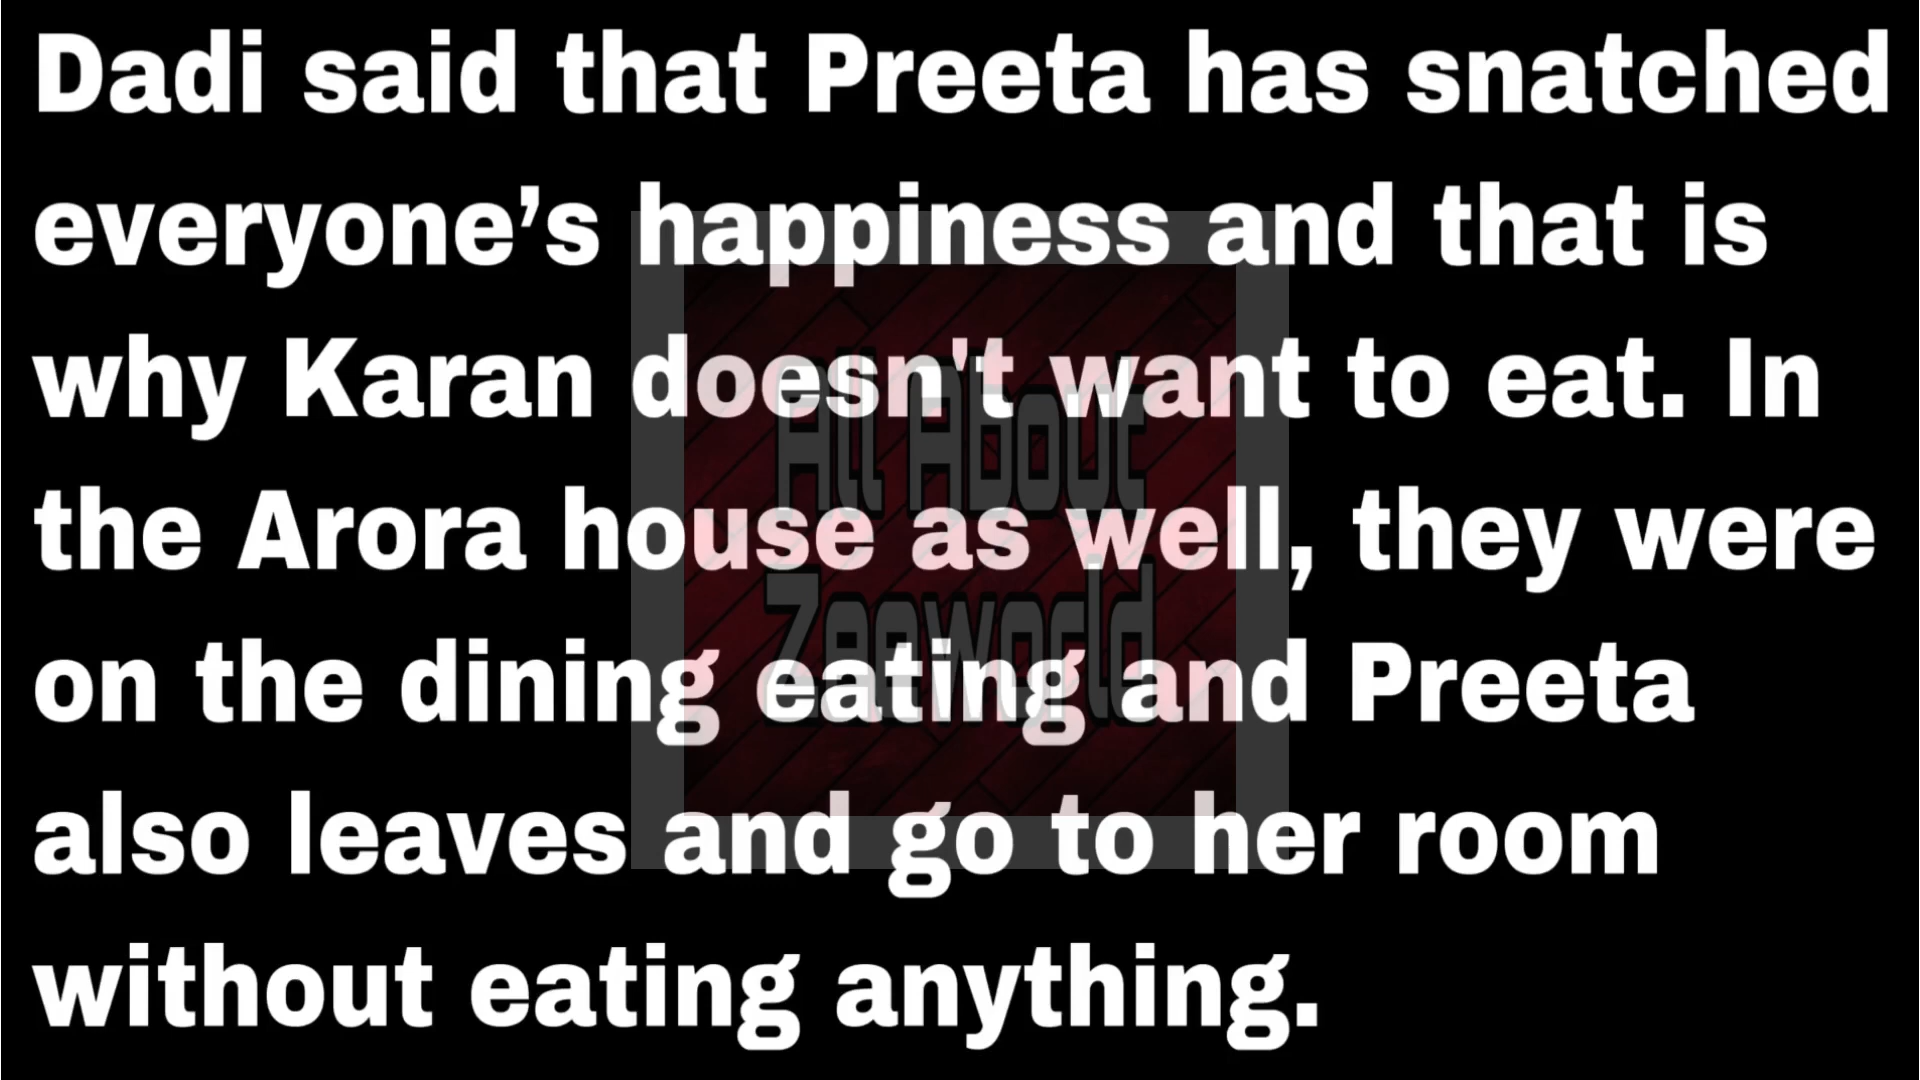 Dadi said that Preeta has snatched
everyone’s happiness and that is
why Karan doesn't want to eat. In
the Arora house as well, they were
on the dining eating and Preeta
also leaves and go to her room
without eating anything.
All About
Zeeworld